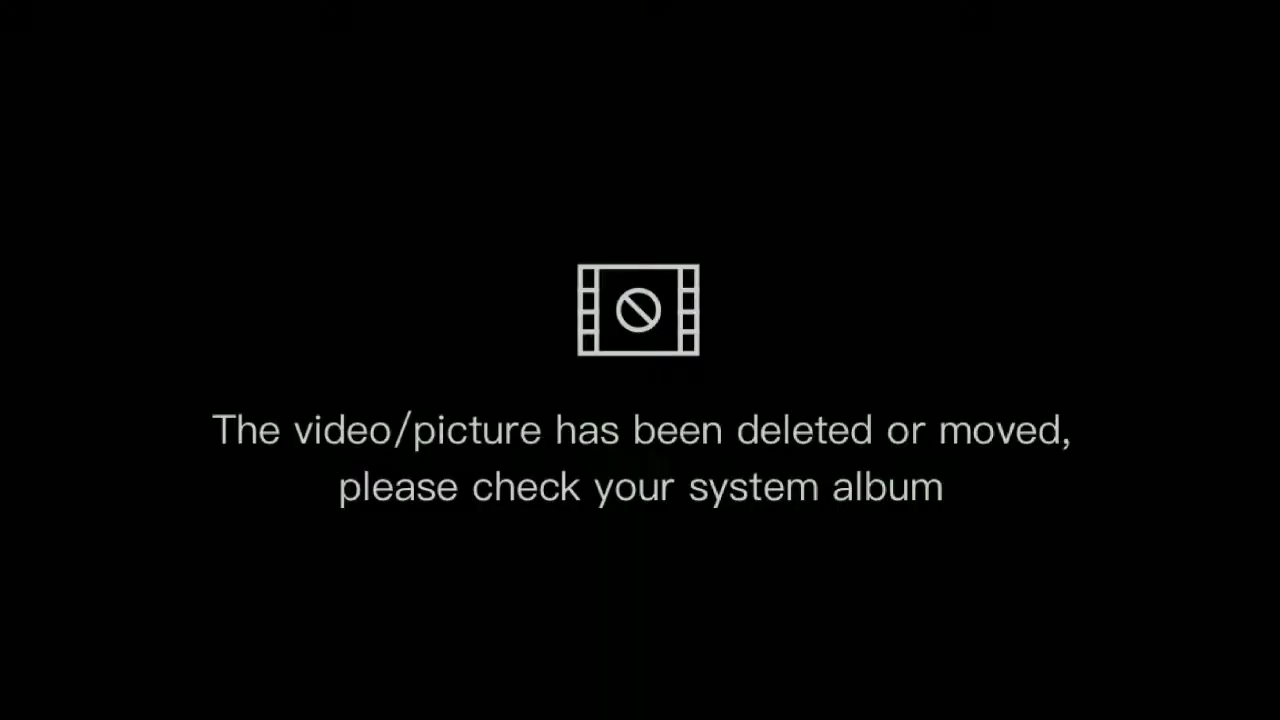 The video/picture has been deleted or moved,
please check your system album